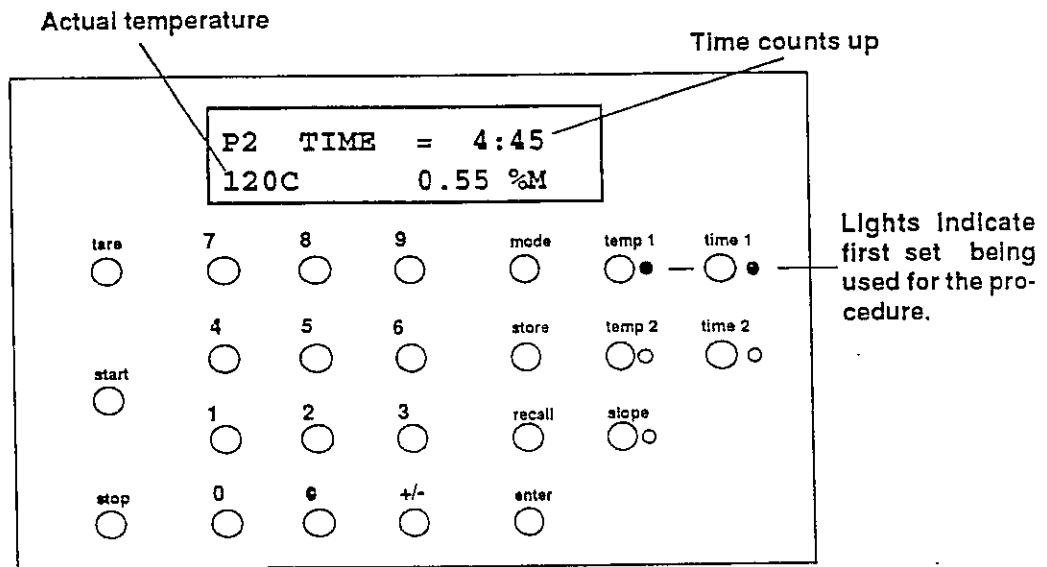 Actual temperature
Time counts up
P2 TIME = 4:45
120C 0.55 %M
Lights indicate
first set being
used for the pro-
cedure.
tare 7 8 9 mode temp 1 time 1
4 5 6 store temp 2 time 2
start
1 2 3 recall slope
stop 0 +/- enter